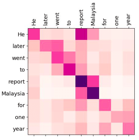 He
later
went
to
report
Malaysia
for
one
year
He
later
went
to
report
Malaysia
for
one
year